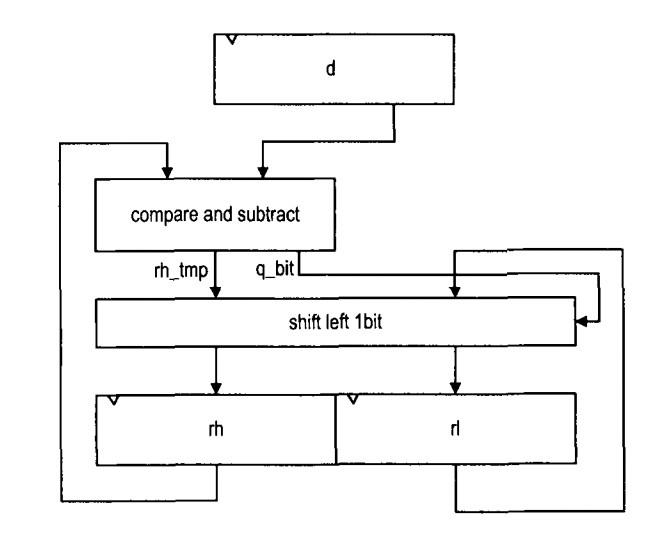 d
compare and subtract
rh_tmp q_bit
shift left 1bit
rh rl